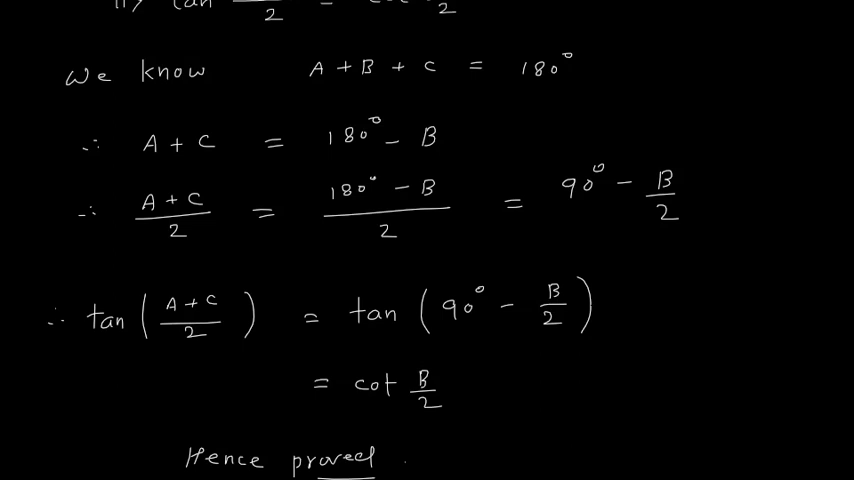 We know A + B + C = 180°
∴ A + C = 180° - B
∴ A + C / 2 = 180° - B / 2 = 90° - B / 2
∴ tan ( A + C / 2 ) = tan ( 90° - B / 2 )
= cot B / 2
Hence proved .